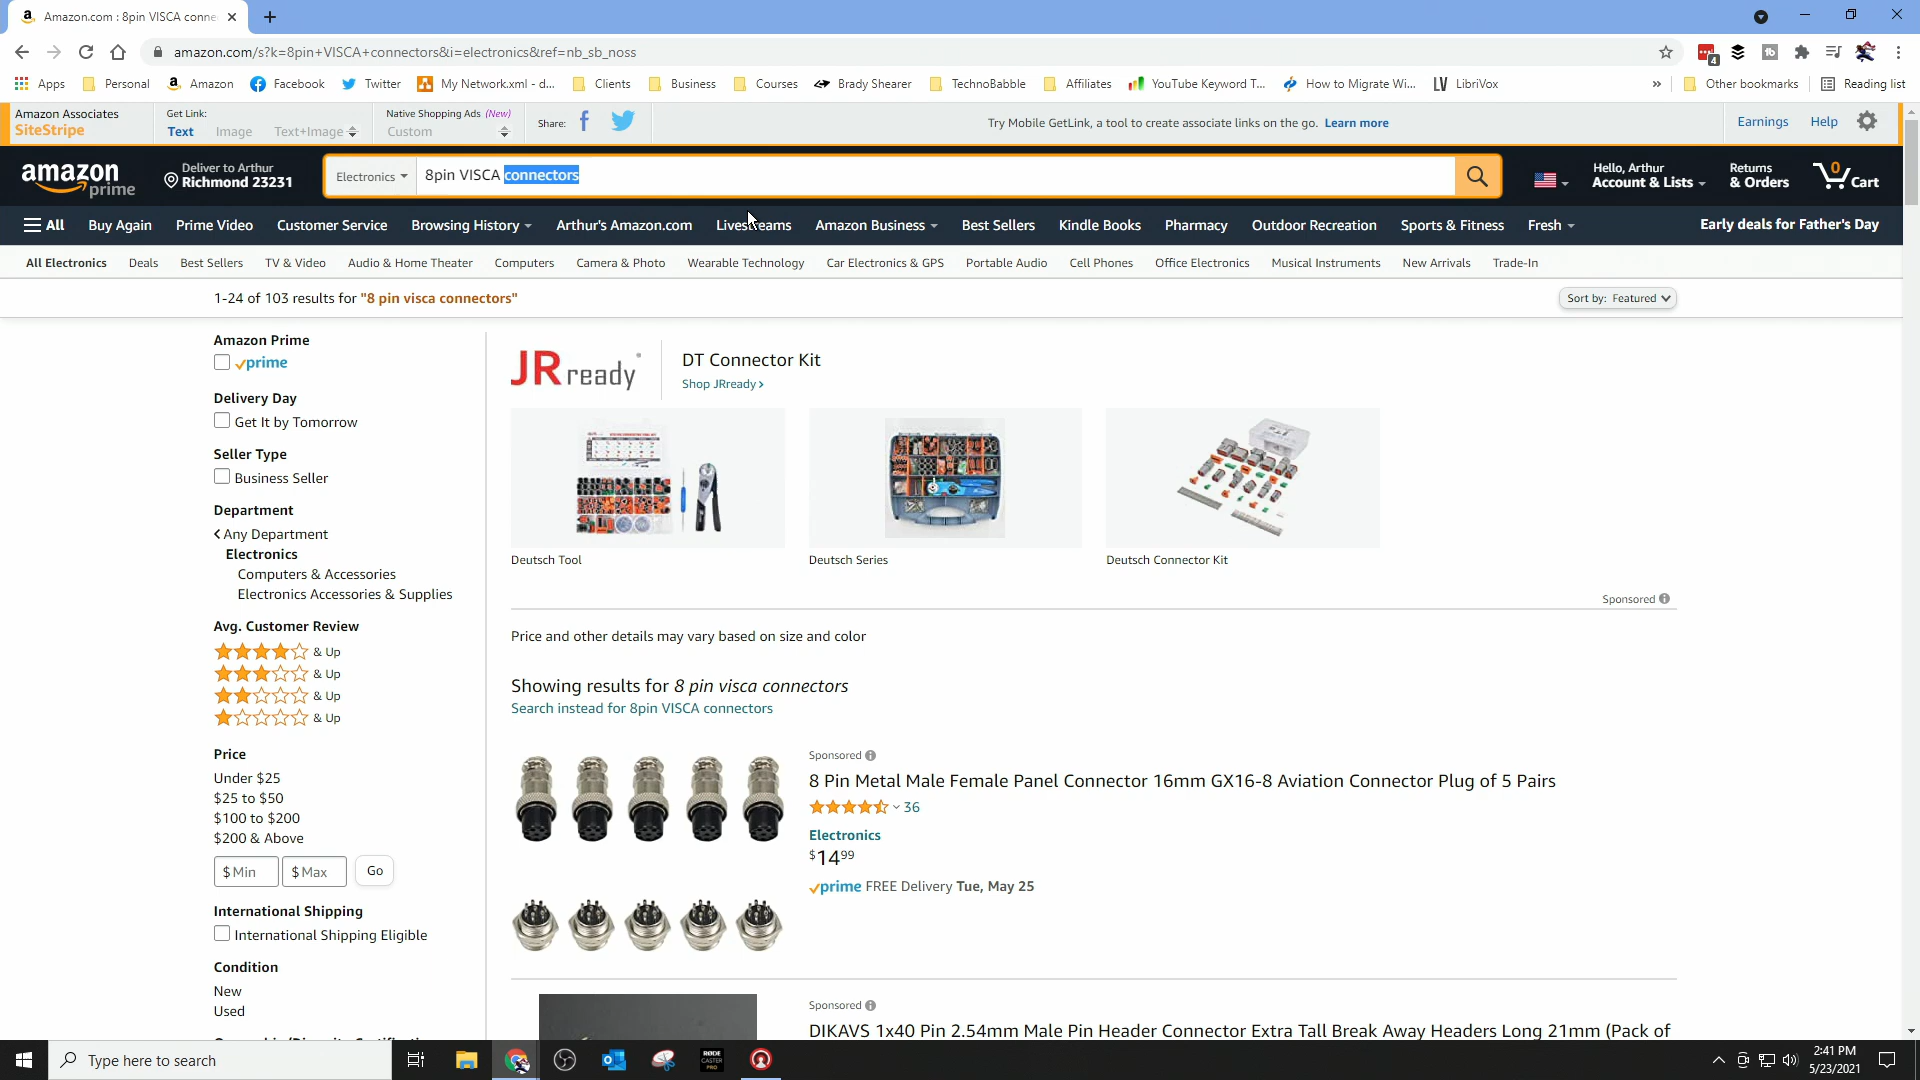 Amazon.com : 8pin VISCA conne
amazon.com/s?k=8pin+VISCA+connectors&i=electronics&ref=nb_sb_noss
4
Apps Personal Amazon Facebook Twitter My Network.xml - d... Clients Business Courses Brady Shearer TechnoBabble Affiliates YouTube Keyword T... How to Migrate Wi... LibriVox » Other bookmarks Reading list
Amazon Associates
SiteStripe
Get Link:
Text Image Text+Image
Native Shopping Ads (New)
Custom
Share:
Try Mobile GetLink, a tool to create associate links on the go. Learn more
Earnings Help
amazon
prime
Deliver to Arthur
Richmond 23231
Electronics
8pin VISCA connectors
Hello, Arthur
Account & Lists
Returns
& Orders
0
Cart
All Buy Again Prime Video Customer Service Browsing History Arthur's Amazon.com Livestreams Amazon Business Best Sellers Kindle Books Pharmacy Outdoor Recreation Sports & Fitness Fresh Early deals for Father's Day
All Electronics Deals Best Sellers TV & Video Audio & Home Theater Computers Camera & Photo Wearable Technology Car Electronics & GPS Portable Audio Cell Phones Office Electronics Musical Instruments New Arrivals Trade-In
1-24 of 103 results for "8 pin visca connectors"
Sort by: Featured
Amazon Prime
prime
Delivery Day
Get It by Tomorrow
Seller Type
Business Seller
Department
Any Department
Electronics
Computers & Accessories
Electronics Accessories & Supplies
Avg. Customer Review
& Up
& Up
& Up
& Up
Price
Under $25
$25 to $50
$100 to $200
$200 & Above
$ Min $ Max Go
International Shipping
International Shipping Eligible
Condition
New
Used
JR ready
DT Connector Kit
Shop JRready ›
Deutsch Tool
Deutsch Series
Deutsch Connector Kit
Sponsored
Price and other details may vary based on size and color
Showing results for 8 pin visca connectors
Search instead for 8pin VISCA connectors
Sponsored
8 Pin Metal Male Female Panel Connector 16mm GX16-8 Aviation Connector Plug of 5 Pairs
36
Electronics
$14.99
prime FREE Delivery Tue, May 25
Sponsored
DIKAVS 1x40 Pin 2.54mm Male Pin Header Connector Extra Tall Break Away Headers Long 21mm (Pack of
Type here to search
RØDE
CASTER
PRO
2:41 PM
5/23/2021